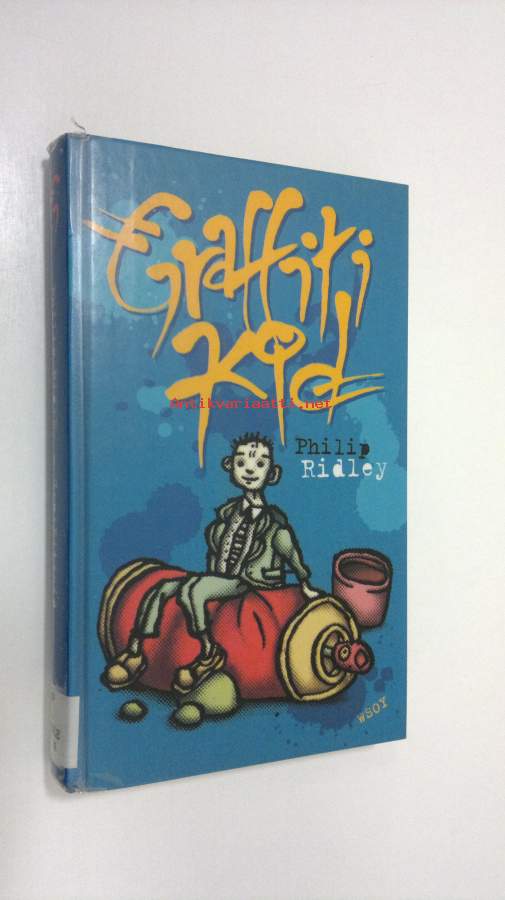 Graffiti
Kid
antikvariaatti.net
Philip
Ridley
WSOY